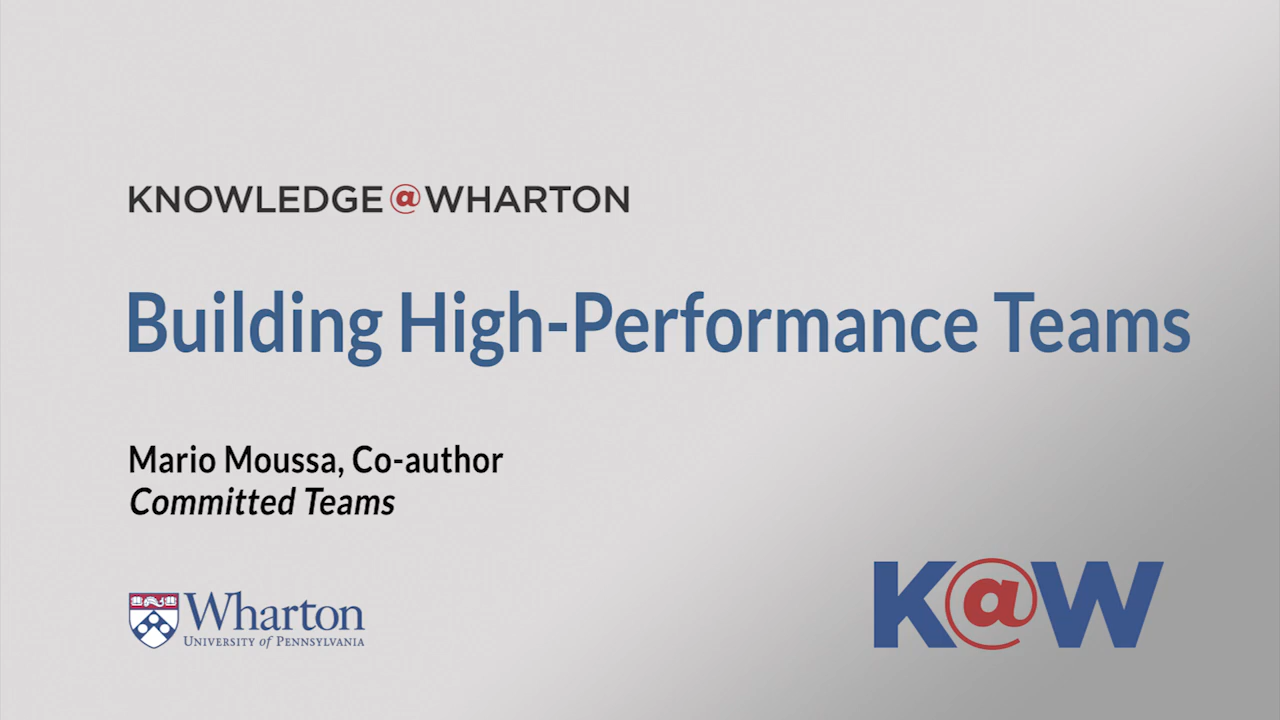 KNOWLEDGE@WHARTON
Building High-Performance Teams
Mario Moussa, Co-author
Committed Teams
Wharton
UNIVERSITY of PENNSYLVANIA
K@W